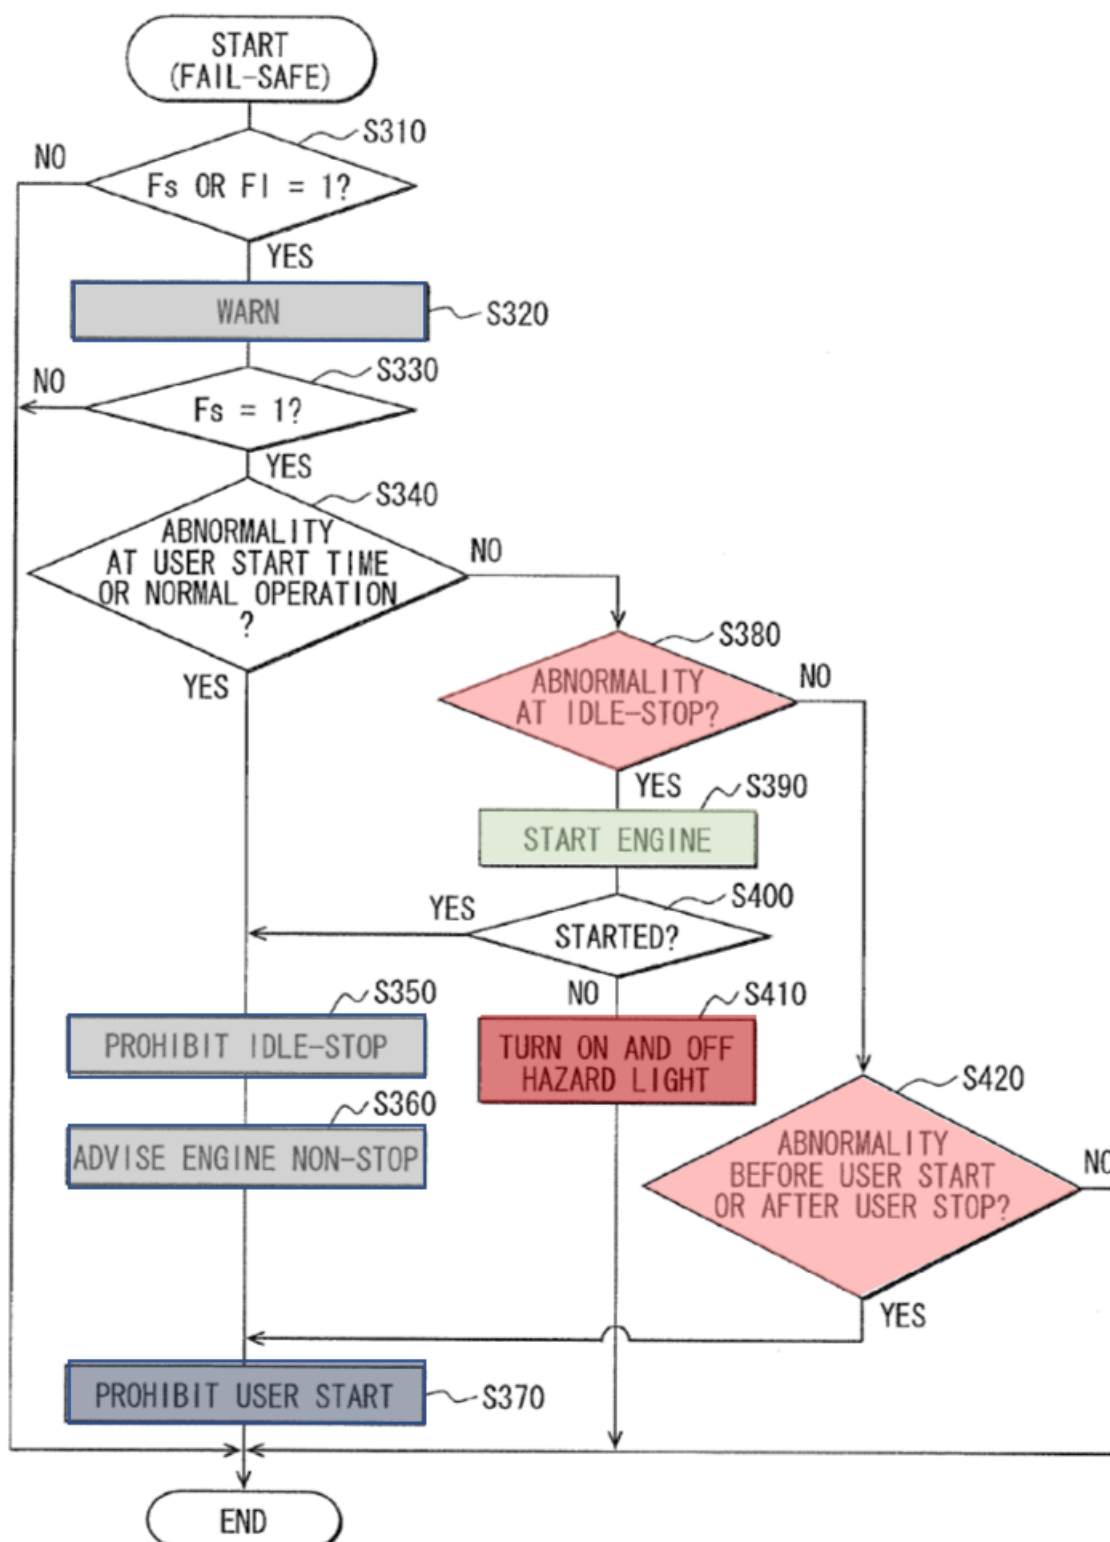 START
(FAIL-SAFE)
S310
NO
Fs OR FI = 1?
YES
WARN
S320
S330
NO
Fs = 1?
YES
S340
ABNORMALITY
AT USER START TIME
OR NORMAL OPERATION
?
NO
YES
S380
ABNORMALITY
AT IDLE-STOP?
NO
YES
S390
START ENGINE
S400
YES
STARTED?
NO
S350
PROHIBIT IDLE-STOP
S410
TURN ON AND OFF
HAZARD LIGHT
S360
ADVISE ENGINE NON-STOP
S420
ABNORMALITY
BEFORE USER START
OR AFTER USER STOP?
NO
YES
PROHIBIT USER START
S370
END